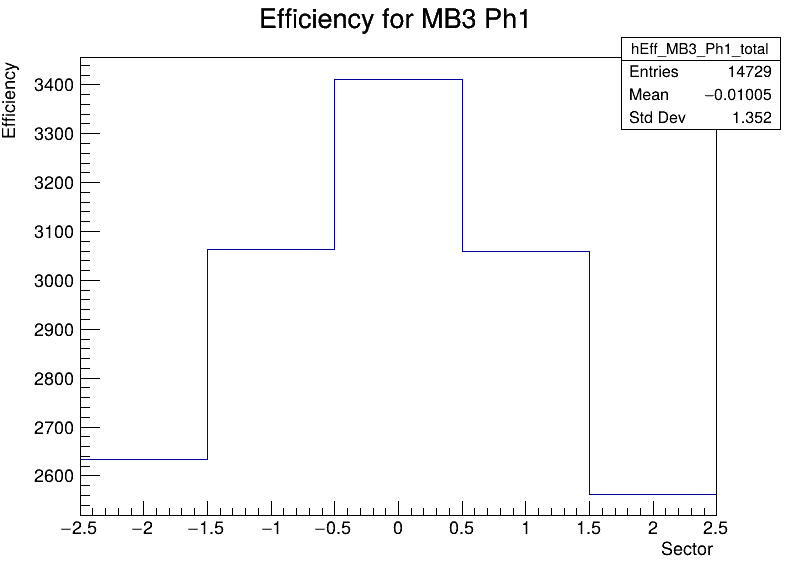 Efficiency for MB3 Ph1
hEff_MB3_Ph1_total
Entries 14729
Mean −0.01005
Std Dev 1.352
Efficiency
3400
3300
3200
3100
3000
2900
2800
2700
2600
−2.5 −2 −1.5 −1 −0.5 0 0.5 1 1.5 2 2.5
Sector